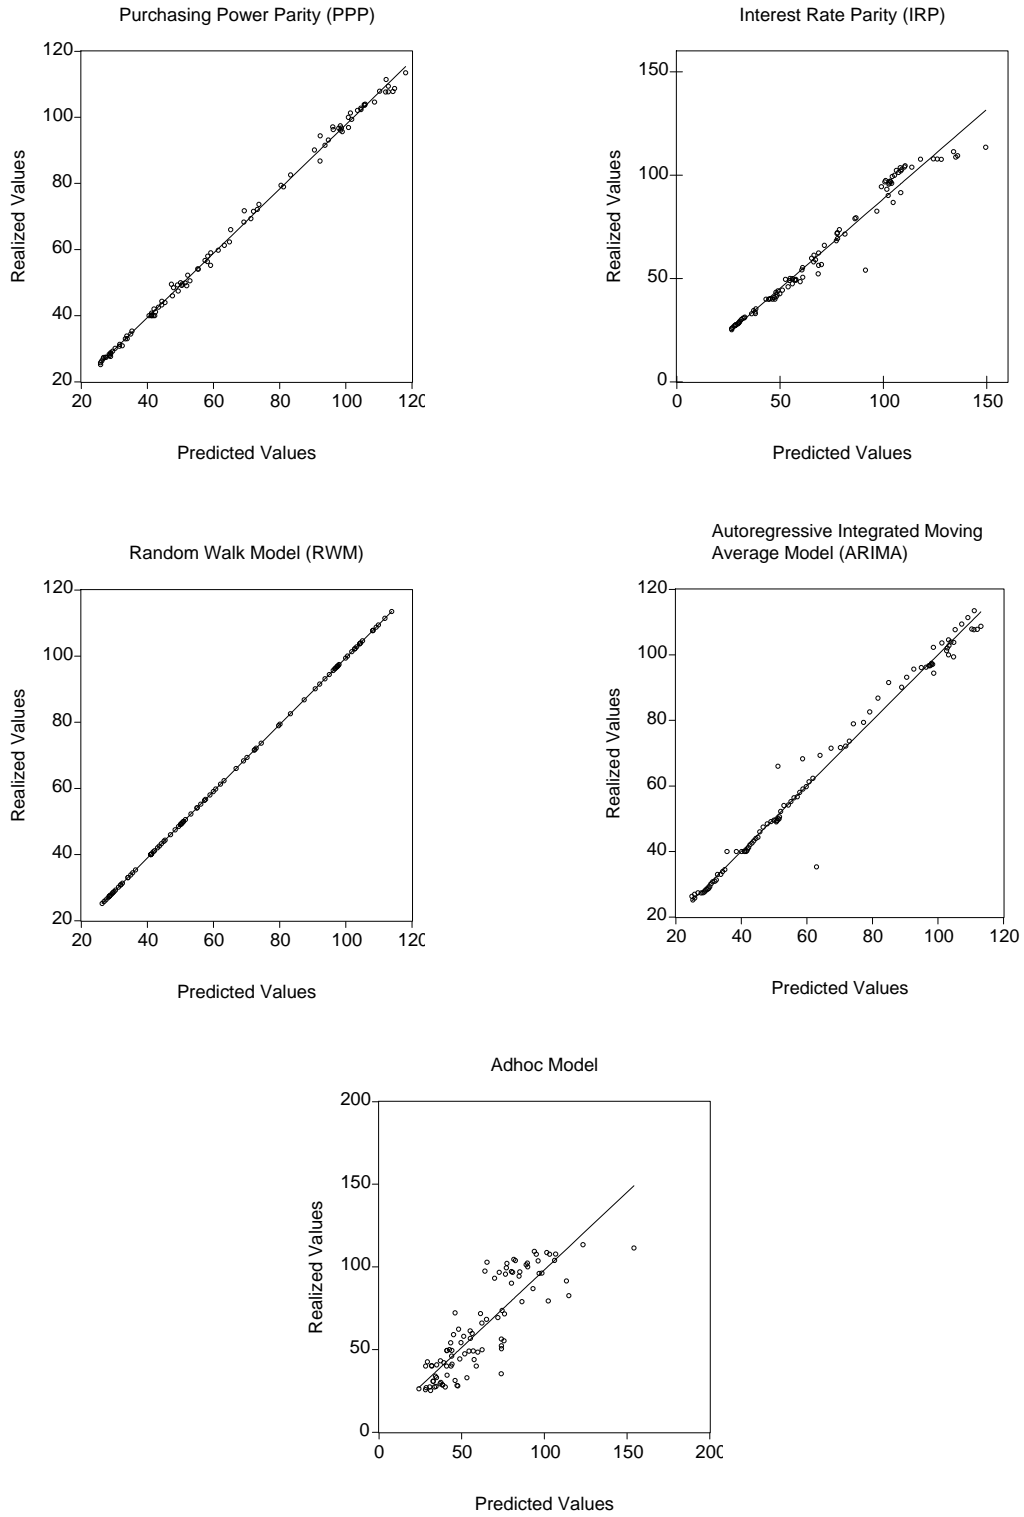 Purchasing Power Parity (PPP)
120
100
80
60
40
20
20 40 60 80 100 120
Realized Values
Predicted Values
Interest Rate Parity (IRP)
150
100
50
0
0 50 100 150
Realized Values
Predicted Values
Random Walk Model (RWM)
120
100
80
60
40
20
20 40 60 80 100 120
Realized Values
Predicted Values
Autoregressive Integrated Moving
Average Model (ARIMA)
120
100
80
60
40
20
20 40 60 80 100 120
Realized Values
Predicted Values
Adhoc Model
200
150
100
50
0
0 50 100 150 200
Realized Values
Predicted Values